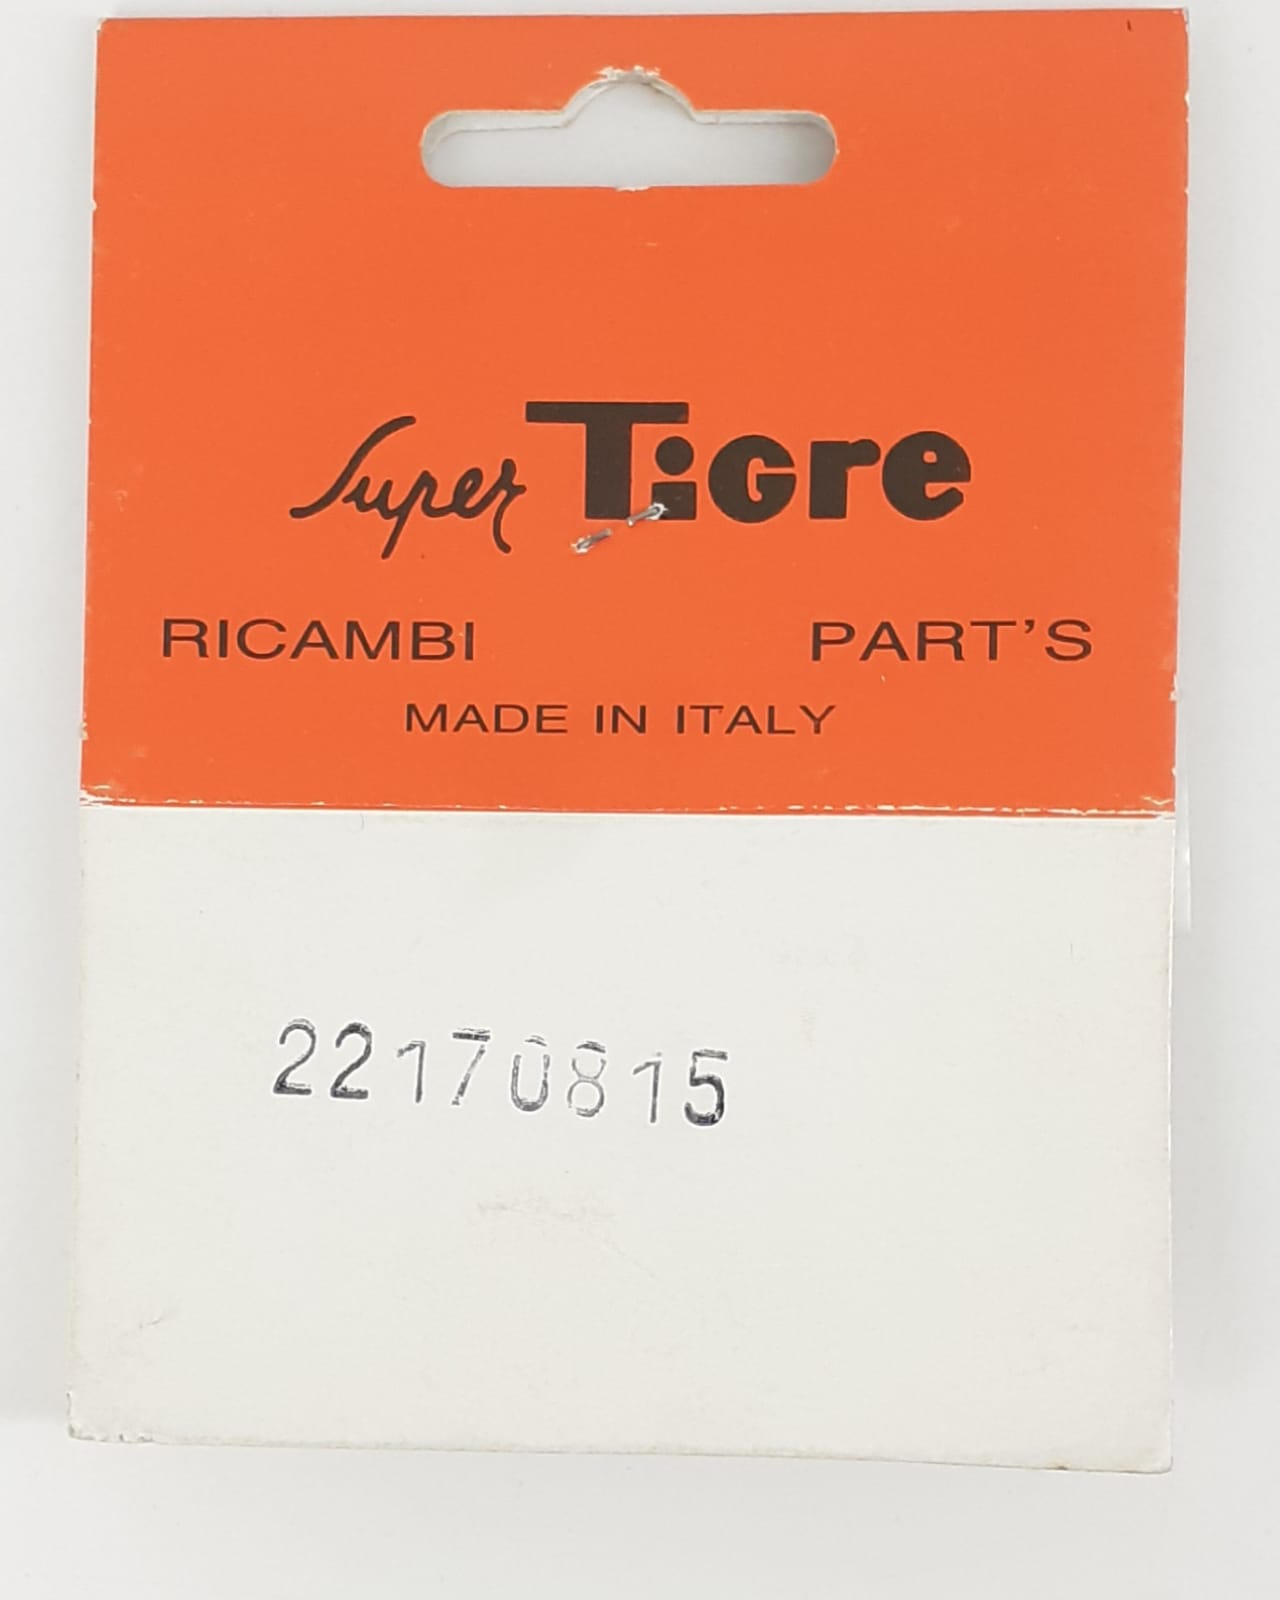 Super Tigre
RICAMBI PART'S
MADE IN ITALY
22170815